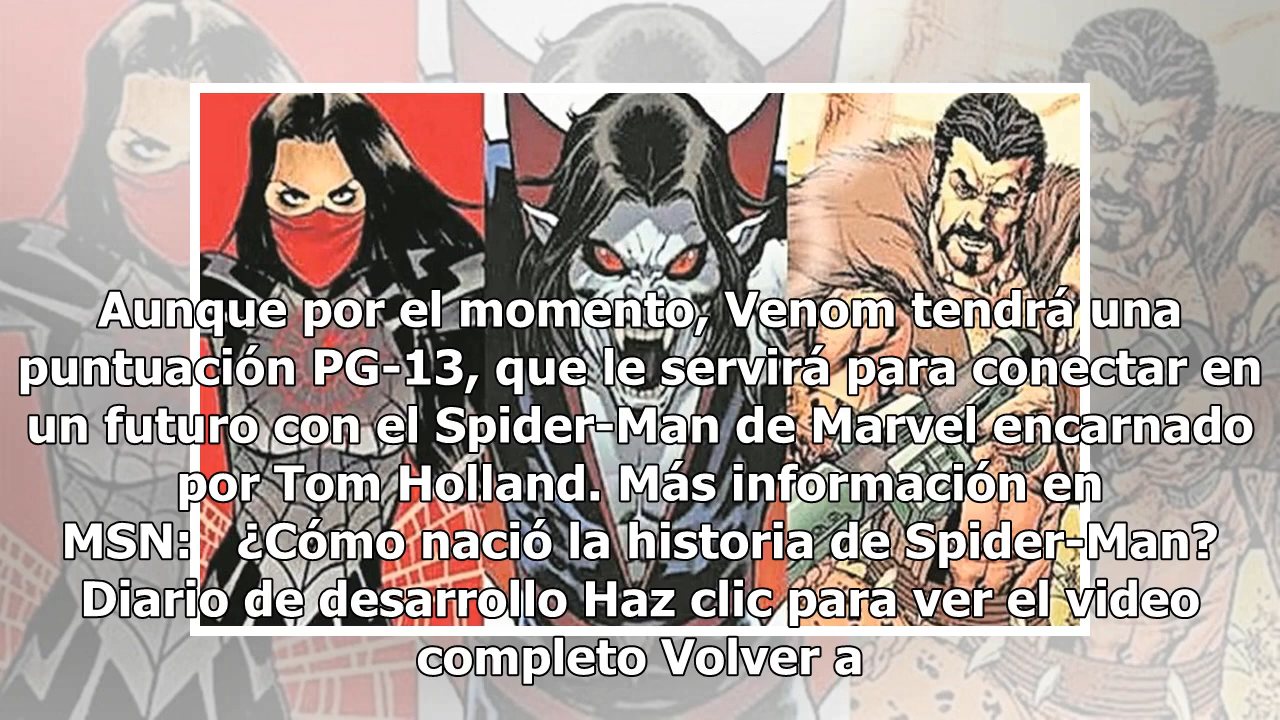 Aunque por el momento, Venom tendrá una
puntuación PG-13, que le servirá para conectar en
un futuro con el Spider-Man de Marvel encarnado
por Tom Holland. Más información en
MSN: ¿Cómo nació la historia de Spider-Man?
Diario de desarrollo Haz clic para ver el video
completo Volver a